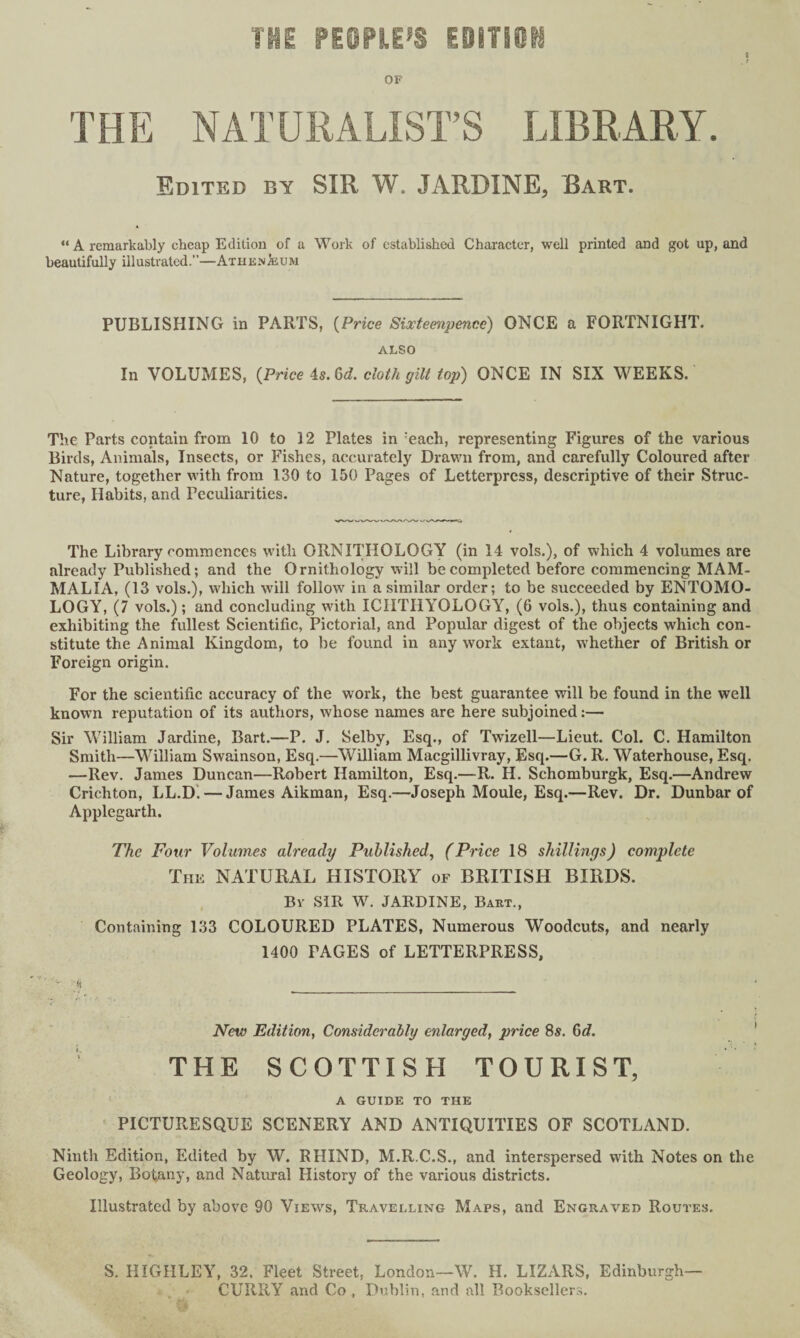 THE PEOPLE'S EDITION
OF
THE NATURALIST'S LIBRARY.
EDITED BY SIR W. JARDINE, BART.
“A remarkably cheap Edition of a Work of established Character, well printed and got up, and
beautifully illustrated.”—ATHENÆUM
PUBLISHING in PARTS, (Price Sixteenpence) ONCE a FORTNIGHT.
ALSO
In VOLUMES, (Price 4s. 6d. cloth gilt top) ONCE IN SIX WEEKS.
The Parts contain from 10 to 12 Plates in each, representing Figures of the various
Birds, Animals, Insects, or Fishes, accurately Drawn from, and carefully Coloured after
Nature, together with from 130 to 150 Pages of Letterpress, descriptive of their Struc-
ture, Habits, and Peculiarities.
The Library commences with ORNITHOLOGY (in 14 vols.), of which 4 volumes are
already Published; and the Ornithology will be completed before commencing MAM-
MALIA, (13 vols.), which will follow in a similar order; to be succeeded by ENTOMO-
LOGY, (7 vols.); and concluding with ICHTHYOLOGY, (6 vols.), thus containing and
exhibiting the fullest Scientific, Pictorial, and Popular digest of the objects which con-
stitute the Animal Kingdom, to be found in any work extant, whether of British or
Foreign origin.
For the scientific accuracy of the work, the best guarantee will be found in the well
known reputation of its authors, whose names are here subjoined:—
Sir William Jardine, Bart.—P. J. Selby, Esq., of Twizell—Lieut. Col. C. Hamilton
Smith—William Swainson, Esq.—William Macgillivray, Esq.—G. R. Waterhouse, Esq.
—Rev. James Duncan—Robert Hamilton, Esq.—R. H. Schomburgk, Esq.—Andrew
Crichton, LL.D.—James Aikman, Esq.—Joseph Moule, Esq.—Rev. Dr. Dunbar of
Applegarth.
The Four Volumes already Published, (Price 18 shillings) complete
THE NATURAL HISTORY OF BRITISH BIRDS.
BY SIR W. JARDINE, BART.,
Containing 133 COLOURED PLATES, Numerous Woodcuts, and nearly
1400 PAGES of LETTERPRESS,
New Edition, Considerably enlarged, price 8s. 6d.
THE SCOTTISH TOURIST,
A GUIDE TO THE
PICTURESQUE SCENERY AND ANTIQUITIES OF SCOTLAND.
Ninth Edition, Edited by W. RHIND, M.R.C.S., and interspersed with Notes on the
Geology, Botany, and Natural History of the various districts.
Illustrated by above 90 VIEWS, TRAVELLING MAPS, and ENGRAVED ROUTES.
S. HIGHLEY, 32, Fleet Street, London—W. H. LIZARS, Edinburgh—
CURRY and Co, Dublin, and all Booksellers.